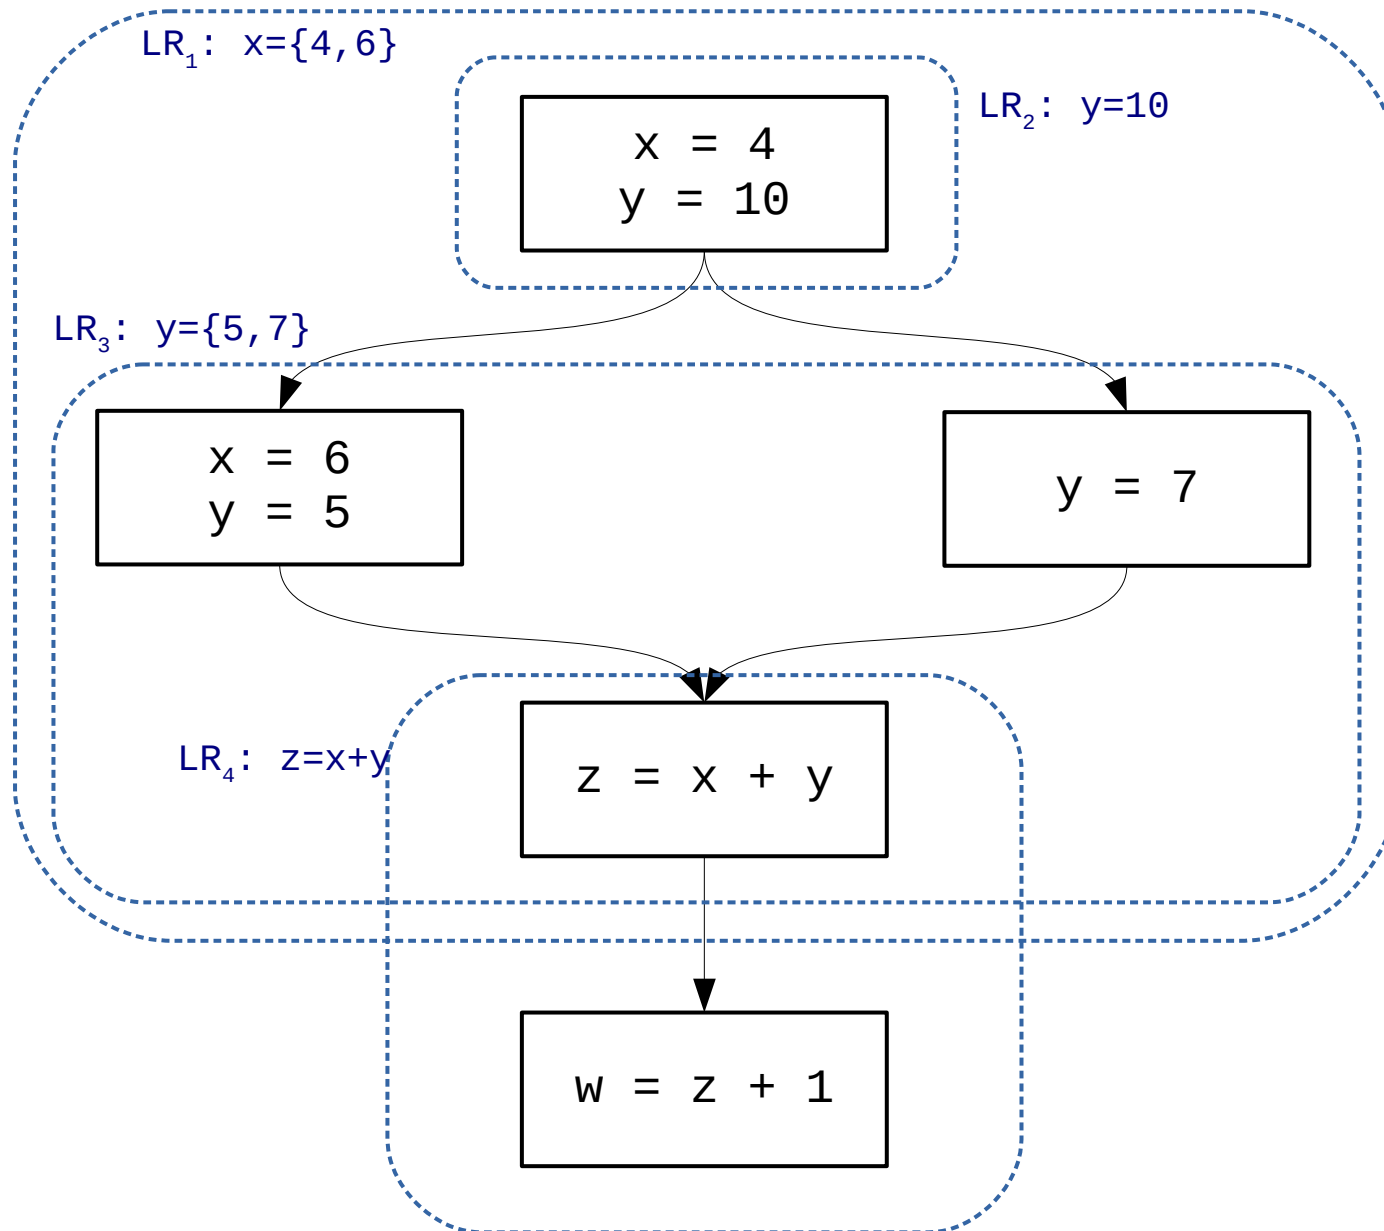 LR₁: x={4,6}
LR₂: y=10
x = 4
y = 10
LR₃: y={5,7}
x = 6
y = 5
y = 7
LR₄: z=x+y
z = x + y
w = z + 1